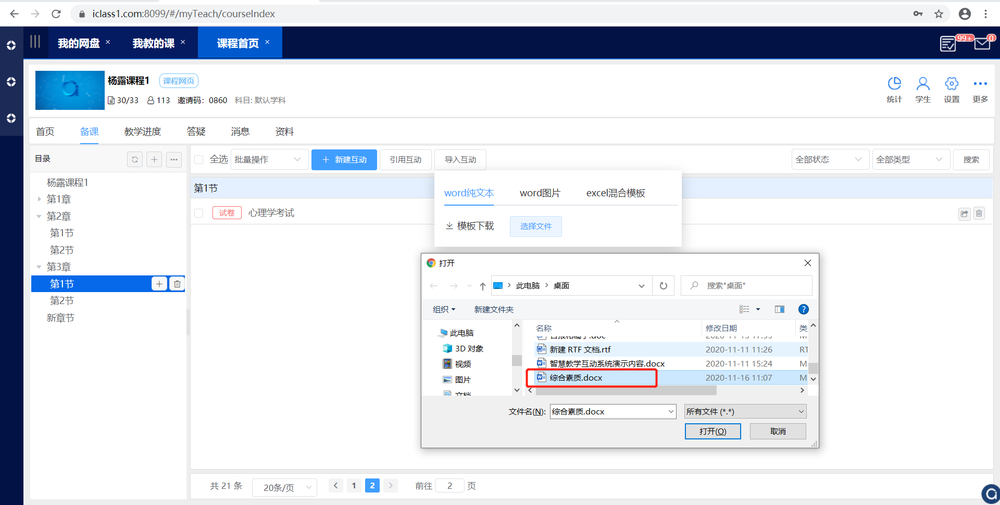 iclass1.com:8099/#/myTeach/courseIndex
我的网盘 ×
我教的课 ×
课程首页 ×
99+
0
杨露课程1 课程网页
30/33 113 邀请码：0860 科目: 默认学科
统计 学生 设置 更多
首页 备课 教学进度 答疑 消息 资料
目录
全选 批量操作 新建互动 引用互动 导入互动 全部状态 全部类型 搜索
杨露课程1
第1章
第2章
第1节
第2节
第3章
第1节
第2节
新章节
第1节
试卷 心理学考试
word纯文本 word图片 excel混合模板
模板下载 选择文件
打开
此电脑 桌面 搜索"桌面"
组织 新建文件夹
此电脑
3D 对象
视频
图片
文档
名称 修改日期 类
新建 RTF 文档.rtf 2020-11-11 11:26 RT
智慧教学互动系统演示内容.docx 2020-11-11 15:24 M
综合素质.docx 2020-11-16 11:07 M
文件名(N): 综合素质.docx 所有文件 (*.*)
打开(O) 取消
共 21 条 20条/页 1 2 前往 2 页